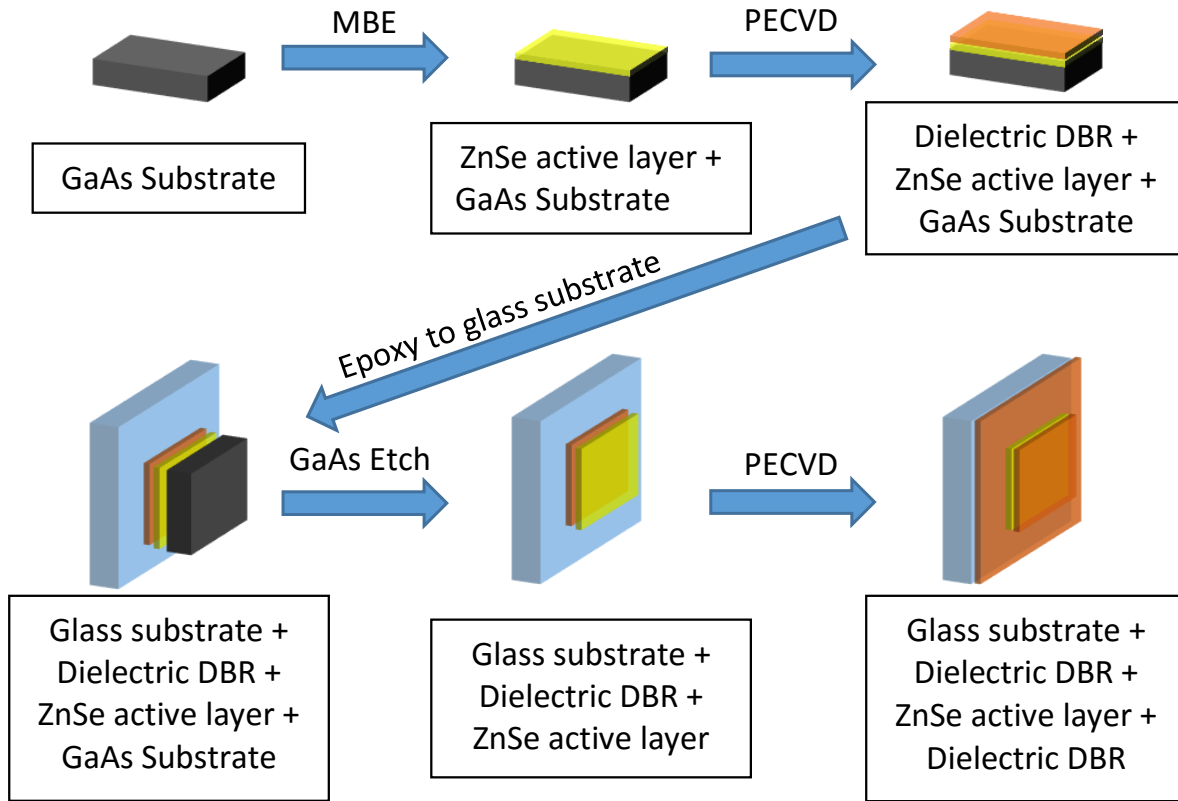 MBE
PECVD
GaAs Substrate
ZnSe active layer +
GaAs Substrate
Dielectric DBR +
ZnSe active layer +
GaAs Substrate
Epoxy to glass substrate
GaAs Etch
PECVD
Glass substrate +
Dielectric DBR +
ZnSe active layer +
GaAs Substrate
Glass substrate +
Dielectric DBR +
ZnSe active layer
Glass substrate +
Dielectric DBR +
ZnSe active layer +
Dielectric DBR